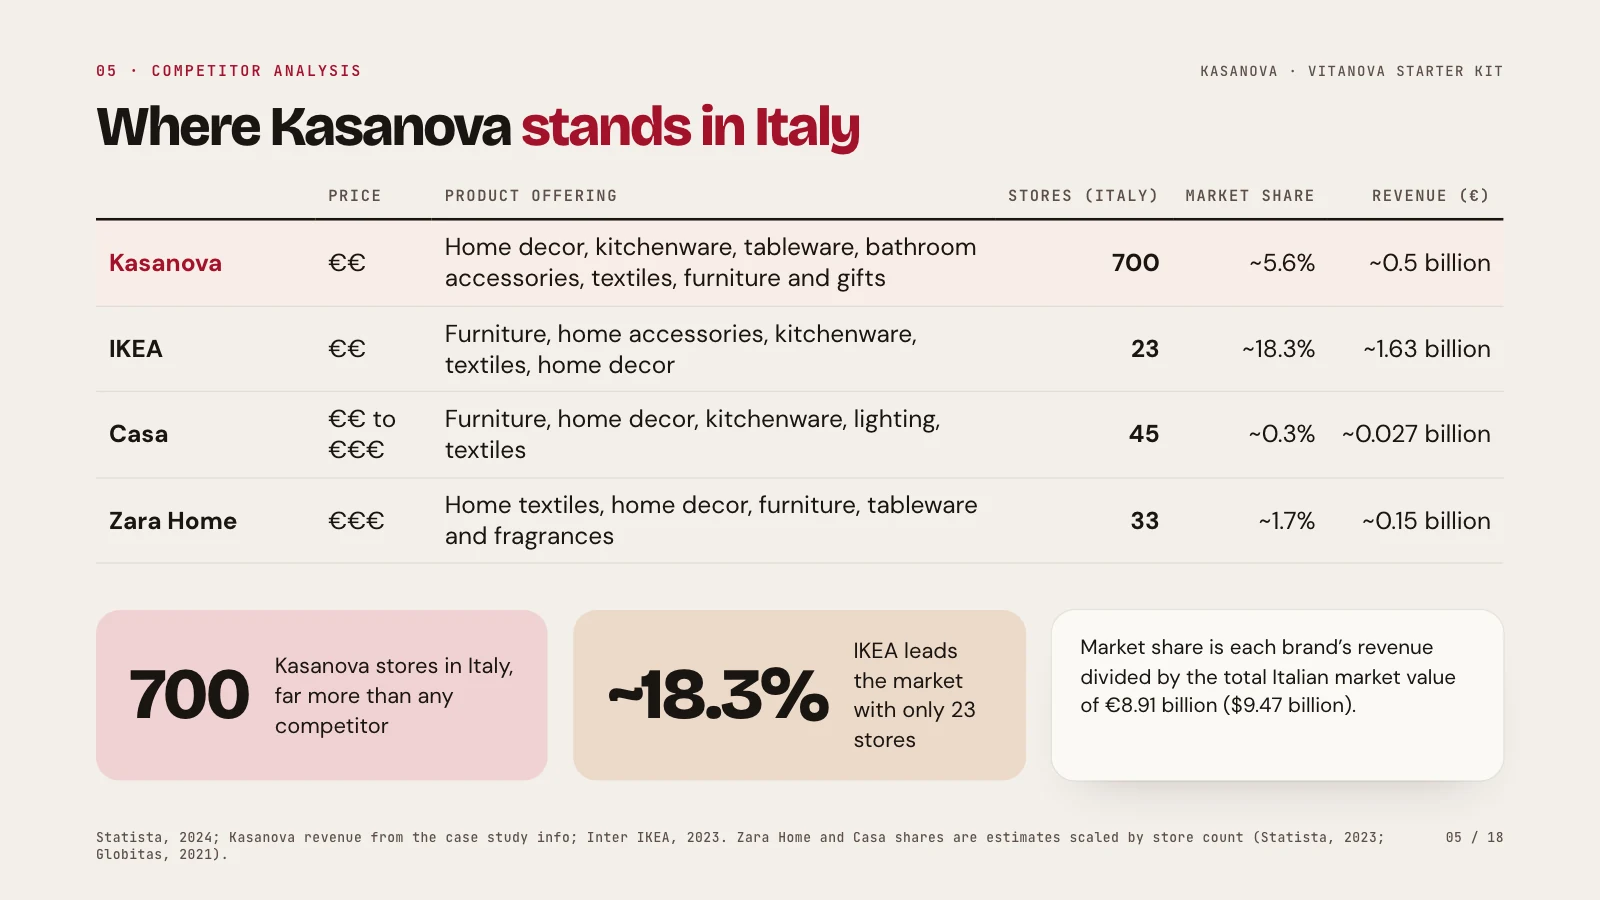 05 · COMPETITOR ANALYSIS
KASANOVA · VITANOVA STARTER KIT
Where Kasanova stands in Italy
PRICE PRODUCT OFFERING STORES (ITALY) MARKET SHARE REVENUE (€)
Kasanova €€ Home decor, kitchenware, tableware, bathroom
accessories, textiles, furniture and gifts 700 ~5.6% ~0.5 billion
IKEA €€ Furniture, home accessories, kitchenware,
textiles, home decor 23 ~18.3% ~1.63 billion
Casa €€ to
€€€ Furniture, home decor, kitchenware, lighting,
textiles 45 ~0.3% ~0.027 billion
Zara Home €€€ Home textiles, home decor, furniture, tableware
and fragrances 33 ~1.7% ~0.15 billion
700
Kasanova stores in Italy,
far more than any
competitor
~18.3%
IKEA leads
the market
with only 23
stores
Market share is each brand’s revenue
divided by the total Italian market value
of €8.91 billion ($9.47 billion).
Statista, 2024; Kasanova revenue from the case study info; Inter IKEA, 2023. Zara Home and Casa shares are estimates scaled by store count (Statista, 2023;
Globitas, 2021).
05 / 18